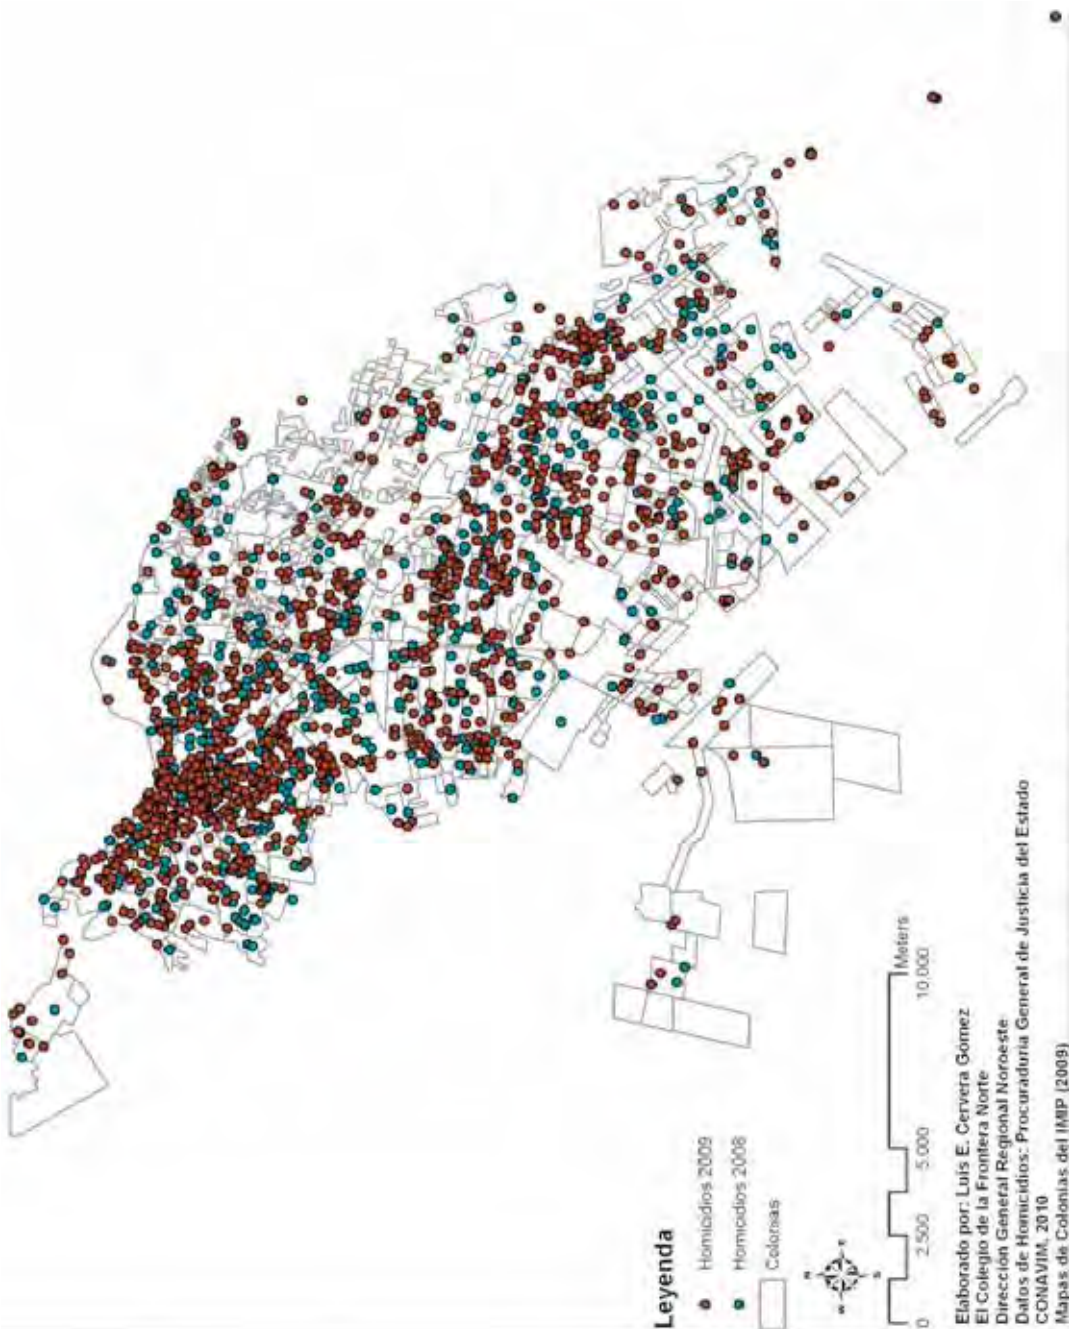 Leyenda
Homicidios 2009
Homicidios 2008
Colonias
N
W
E
S
0 2,500 5,000 10,000
Meters
Elaborado por: Luis E. Cervera Gómez
El Colegio de la Frontera Norte
Dirección General Regional Noroeste
Datos de Homicidios: Procuraduría General de Justicia del Estado
CONAVIM, 2010
Mapas de Colonias del IMIP (2009)